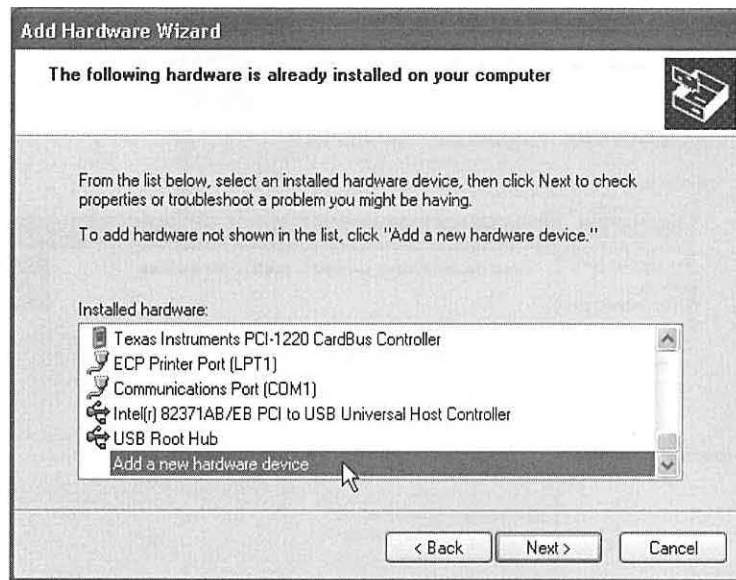 Add Hardware Wizard
The following hardware is already installed on your computer
From the list below, select an installed hardware device, then click Next to check
properties or troubleshoot a problem you might be having.
To add hardware not shown in the list, click "Add a new hardware device."
Installed hardware:
Texas Instruments PCI-1220 CardBus Controller
ECP Printer Port (LPT1)
Communications Port (COM1)
Intel(r) 82371AB/EB PCI to USB Universal Host Controller
USB Root Hub
Add a new hardware device
< Back
Next >
Cancel